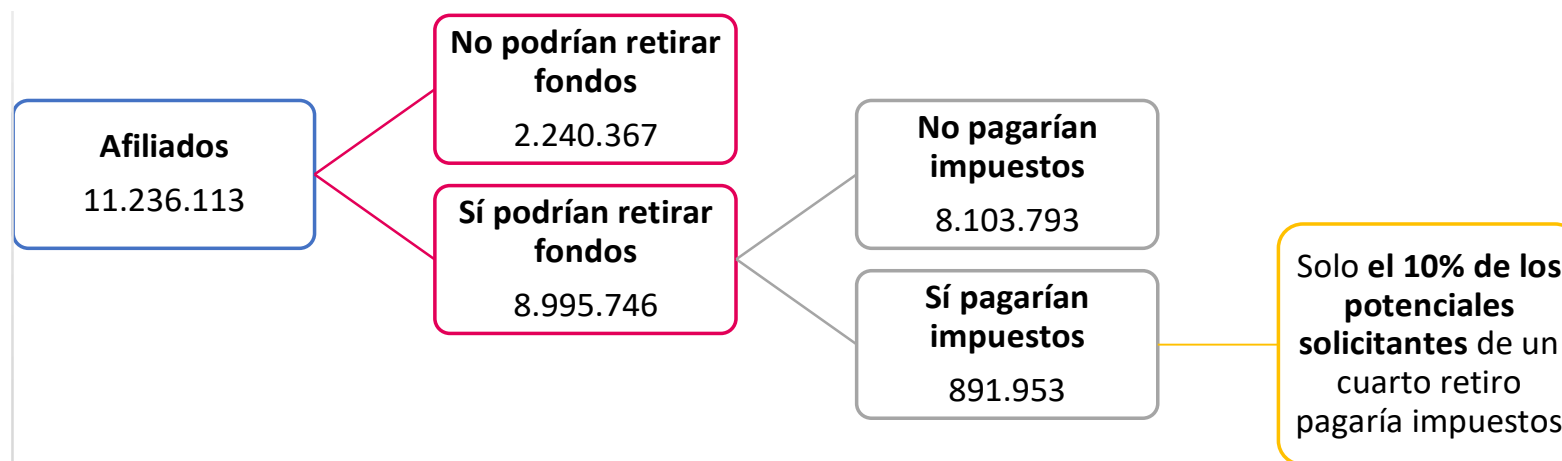 Afiliados
11.236.113
No podrían retirar
fondos
2.240.367
Sí podrían retirar
fondos
8.995.746
No pagarían
impuestos
8.103.793
Sí pagarían
impuestos
891.953
Solo el 10% de los
potenciales
solicitantes de un
cuarto retiro
pagaría impuestos